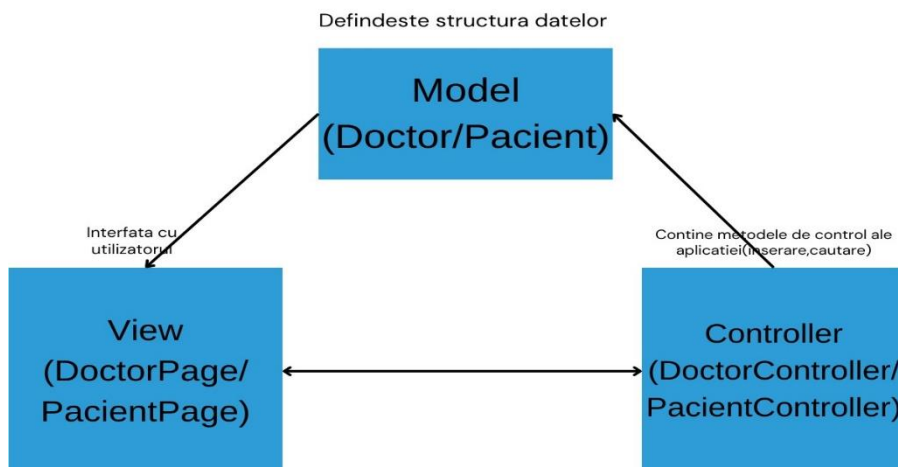 Defindeste structura datelor
Model
(Doctor/Pacient)
Interfata cu
utilizatorul
Contine metodele de control ale
aplicatiei(inserare,cautare)
View
(DoctorPage/
PacientPage)
Controller
(DoctorController/
PacientController)